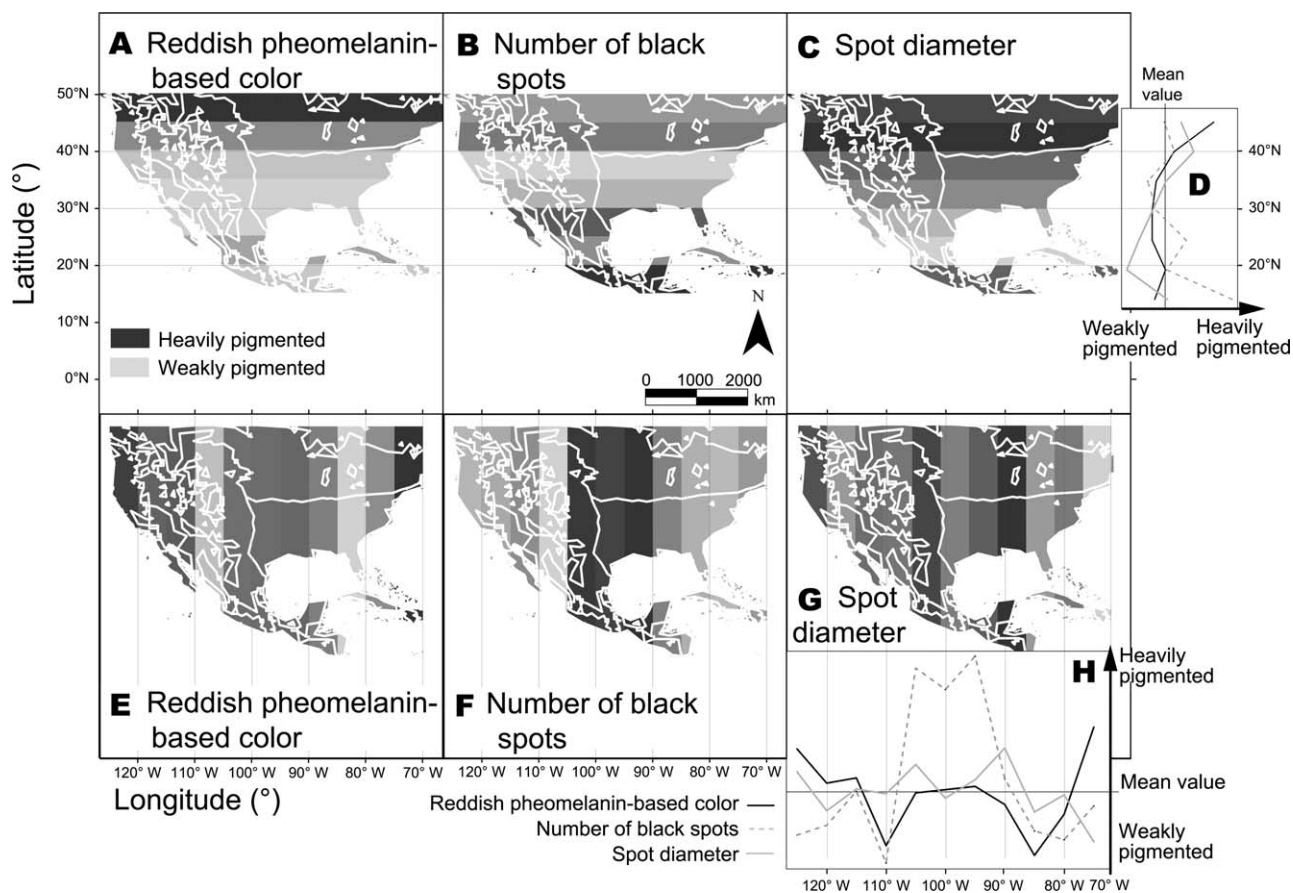 A Reddish pheomelanin-
based color
B Number of black
spots
C Spot diameter
Mean
value
50°N
40°N
30°N
20°N
10°N
0°N
Latitude (°)
D
40°N
30°N
20°N
Weakly
pigmented
Heavily
pigmented
Heavily pigmented
Weakly pigmented
N
0 1000 2000
km
E Reddish pheomelanin-
based color
F Number of black
spots
G Spot
diameter
H
Heavily
pigmented
Mean value
Weakly
pigmented
120° W 110° W 100° W 90° W 80° W 70° W
120° W 110° W 100° W 90° W 80° W 70° W
Longitude (°)
Reddish pheomelanin-based color
Number of black spots
Spot diameter
120° W 110° W 100° W 90° W 80° W 70° W